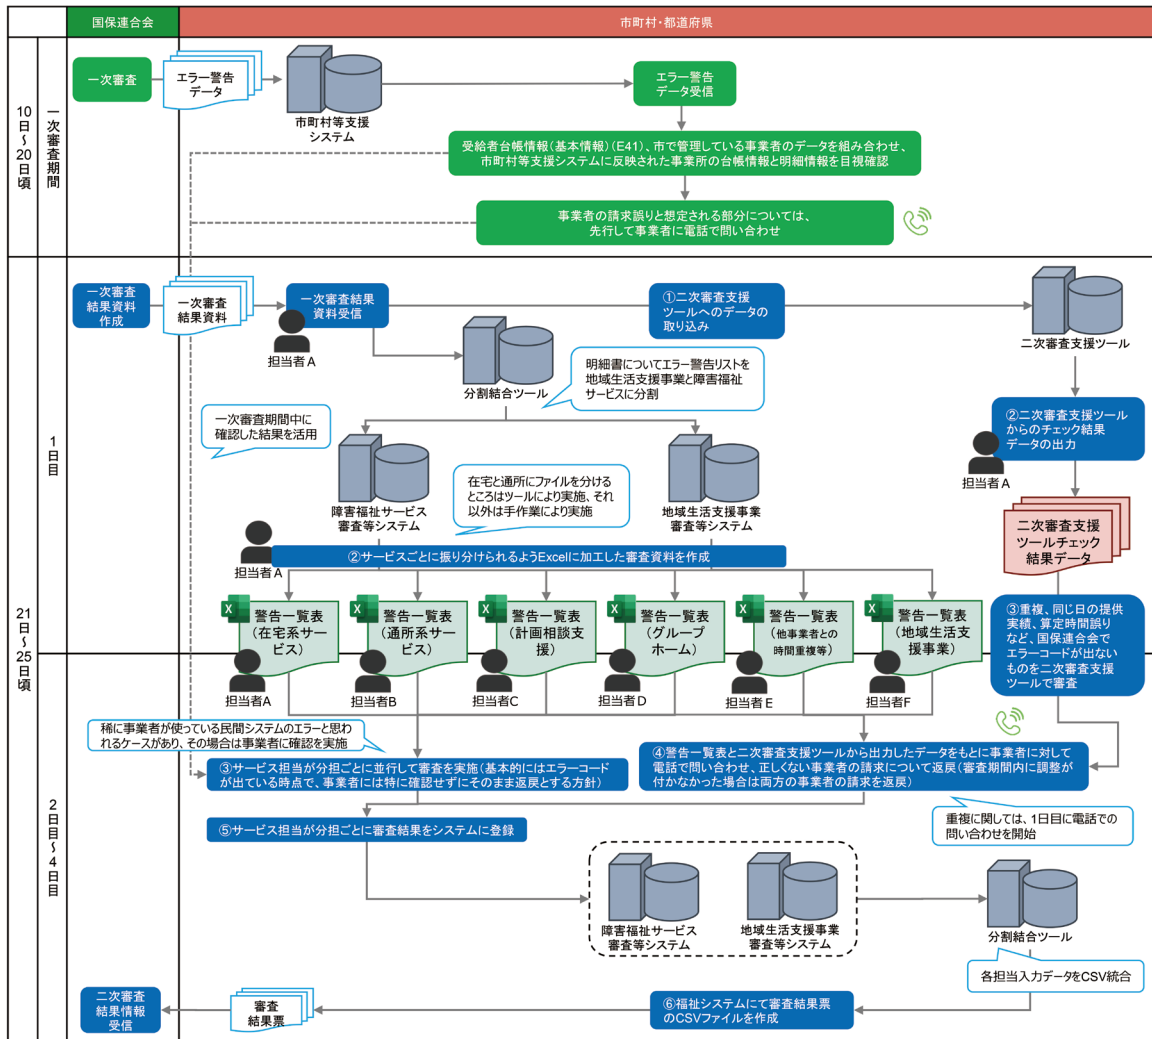 国保連合会
市町村・都道府県
10日～20日頃
一次審査期間
一次審査
エラー警告
データ
市町村等支援
システム
エラー警告
データ受信
受給者台帳情報(基本情報)(E41)、市で管理している事業者のデータを組み合わせ、
市町村等支援システムに反映された事業所の台帳情報と明細情報を目視確認
事業者の請求誤りと想定される部分については、
先行して事業者に電話で問い合わせ
21日～25日頃
1日目
一次審査
結果資料
作成
一次審査
結果資料
一次審査結果
資料受信
担当者A
①二次審査支援
ツールへのデータの
取り込み
二次審査支援ツール
分割結合ツール
明細書についてエラー警告リストを
地域生活支援事業と障害福祉
サービスに分割
一次審査期間中に
確認した結果を活用
②二次審査支援ツール
からのチェック結果
データの出力
担当者A
障害福祉サービス
審査等システム
在宅と通所にファイルを分ける
ところはツールにより実施、それ
以外は手作業により実施
地域生活支援事業
審査等システム
二次審査支援
ツールチェック
結果データ
担当者A
②サービスごとに振り分けられるようExcelに加工した審査資料を作成
警告一覧表
(在宅系サー
ビス)
警告一覧表
(通所系サー
ビス)
警告一覧表
(計画相談支
援)
警告一覧表
(グループ
ホーム)
警告一覧表
(他事業者との
時間重複等)
警告一覧表
(地域生活支
援事業)
③重複、同じ日の提供
実績、算定時間誤り
など、国保連合会で
エラーコードが出ない
ものを二次審査支援
ツールで審査
担当者A
担当者B
担当者C
担当者D
担当者E
担当者F
2日目～4日目
稀に事業者が使っている民間システムのエラーと思わ
れるケースがあり、その場合は事業者に確認を実施
③サービス担当が分担ごとに並行して審査を実施(基本的にはエラーコード
が出ている時点で、事業者には特に確認せずにそのまま返戻とする方針)
④警告一覧表と二次審査支援ツールから出力したデータをもとに事業者に対して
電話で問い合わせ、正しくない事業者の請求について返戻(審査期間内に調整が
付かなかった場合は両方の事業者の請求を返戻)
重複に関しては、1日目に電話での
問い合わせを開始
⑤サービス担当が分担ごとに審査結果をシステムに登録
障害福祉サービス
審査等システム
地域生活支援事業
審査等システム
分割結合ツール
各担当入力データをCSV統合
⑥福祉システムにて審査結果票
のCSVファイルを作成
審査
結果票
二次審査
結果情報
受信